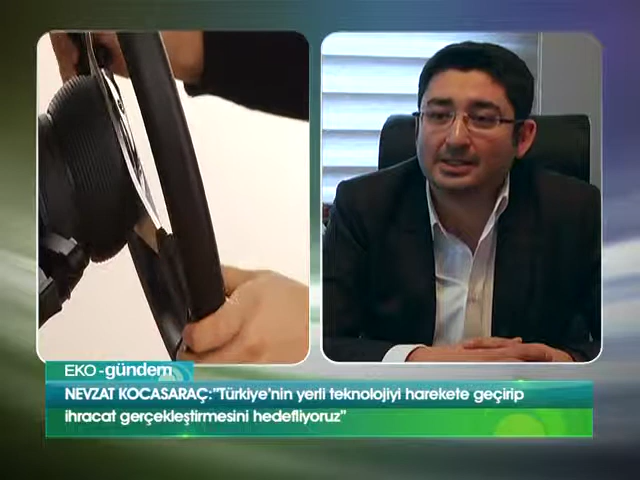 EKO-gündem
NEVZAT KOCASARAÇ:"Türkiye'nin yerli teknolojiyi harekete geçirip
ihracat gerçekleştirmesini hedefliyoruz"